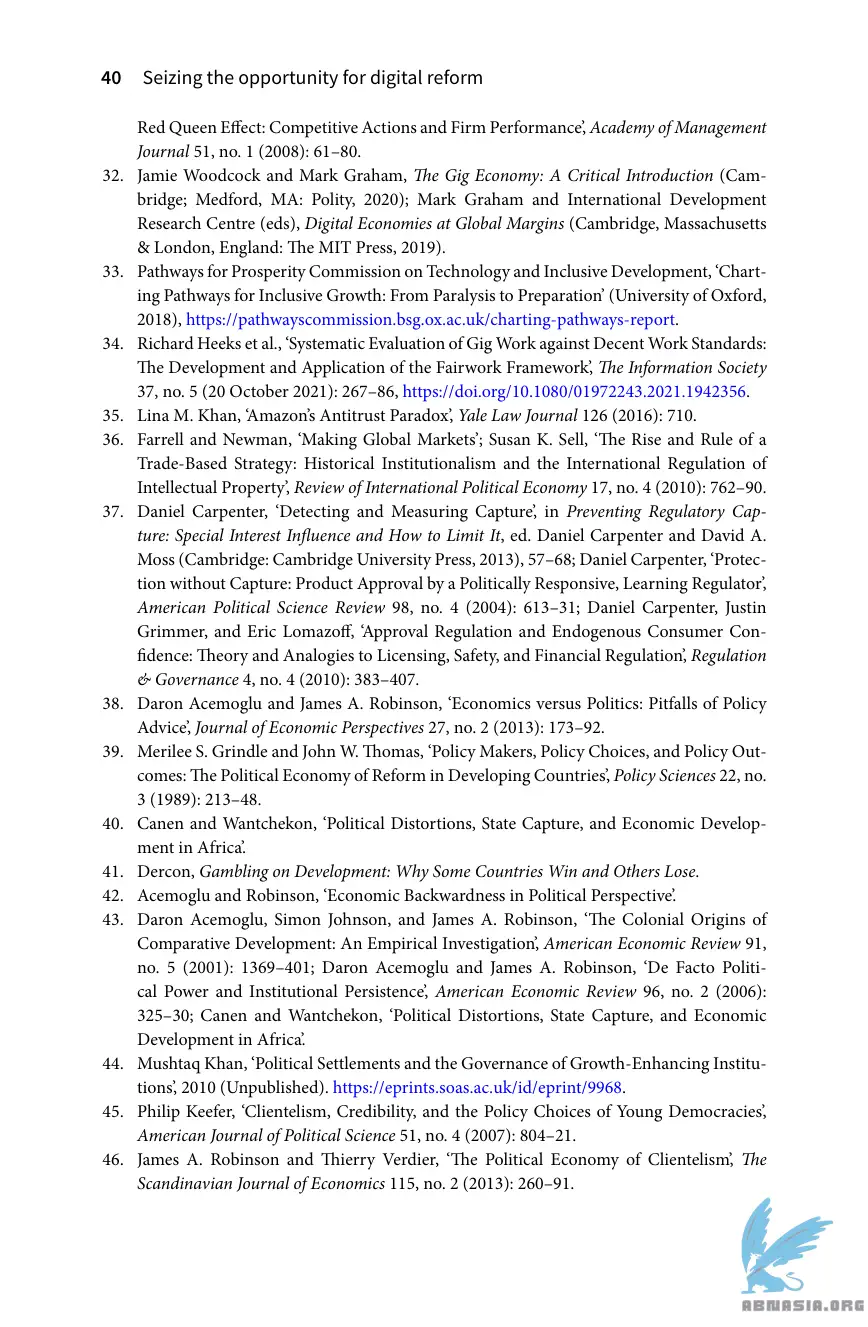 40 Seizing the opportunity for digital reform
Red Queen Effect: Competitive Actions and Firm Performance’, Academy of Management
Journal 51, no. 1 (2008): 61–80.
32. Jamie Woodcock and Mark Graham, The Gig Economy: A Critical Introduction (Cam-
bridge; Medford, MA: Polity, 2020); Mark Graham and International Development
Research Centre (eds), Digital Economies at Global Margins (Cambridge, Massachusetts
& London, England: The MIT Press, 2019).
33. Pathways for Prosperity Commission on Technology and Inclusive Development, ‘Chart-
ing Pathways for Inclusive Growth: From Paralysis to Preparation’ (University of Oxford,
2018), https://pathwayscommission.bsg.ox.ac.uk/charting-pathways-report.
34. Richard Heeks et al., ‘Systematic Evaluation of Gig Work against Decent Work Standards:
The Development and Application of the Fairwork Framework’, The Information Society
37, no. 5 (20 October 2021): 267–86, https://doi.org/10.1080/01972243.2021.1942356.
35. Lina M. Khan, ‘Amazon’s Antitrust Paradox’, Yale Law Journal 126 (2016): 710.
36. Farrell and Newman, ‘Making Global Markets’; Susan K. Sell, ‘The Rise and Rule of a
Trade-Based Strategy: Historical Institutionalism and the International Regulation of
Intellectual Property’, Review of International Political Economy 17, no. 4 (2010): 762–90.
37. Daniel Carpenter, ‘Detecting and Measuring Capture’, in Preventing Regulatory Cap-
ture: Special Interest Influence and How to Limit It, ed. Daniel Carpenter and David A.
Moss (Cambridge: Cambridge University Press, 2013), 57–68; Daniel Carpenter, ‘Protec-
tion without Capture: Product Approval by a Politically Responsive, Learning Regulator’,
American Political Science Review 98, no. 4 (2004): 613–31; Daniel Carpenter, Justin
Grimmer, and Eric Lomazoff, ‘Approval Regulation and Endogenous Consumer Con-
fidence: Theory and Analogies to Licensing, Safety, and Financial Regulation’, Regulation
& Governance 4, no. 4 (2010): 383–407.
38. Daron Acemoglu and James A. Robinson, ‘Economics versus Politics: Pitfalls of Policy
Advice’, Journal of Economic Perspectives 27, no. 2 (2013): 173–92.
39. Merilee S. Grindle and John W. Thomas, ‘Policy Makers, Policy Choices, and Policy Out-
comes: The Political Economy of Reform in Developing Countries’, Policy Sciences 22, no.
3 (1989): 213–48.
40. Canen and Wantchekon, ‘Political Distortions, State Capture, and Economic Develop-
ment in Africa’.
41. Dercon, Gambling on Development: Why Some Countries Win and Others Lose.
42. Acemoglu and Robinson, ‘Economic Backwardness in Political Perspective’.
43. Daron Acemoglu, Simon Johnson, and James A. Robinson, ‘The Colonial Origins of
Comparative Development: An Empirical Investigation’, American Economic Review 91,
no. 5 (2001): 1369–401; Daron Acemoglu and James A. Robinson, ‘De Facto Politi-
cal Power and Institutional Persistence’, American Economic Review 96, no. 2 (2006):
325–30; Canen and Wantchekon, ‘Political Distortions, State Capture, and Economic
Development in Africa’.
44. Mushtaq Khan, ‘Political Settlements and the Governance of Growth-Enhancing Institu-
tions’, 2010 (Unpublished). https://eprints.soas.ac.uk/id/eprint/9968.
45. Philip Keefer, ‘Clientelism, Credibility, and the Policy Choices of Young Democracies’,
American Journal of Political Science 51, no. 4 (2007): 804–21.
46. James A. Robinson and Thierry Verdier, ‘The Political Economy of Clientelism’, The
Scandinavian Journal of Economics 115, no. 2 (2013): 260–91.
ABNASIA.ORG